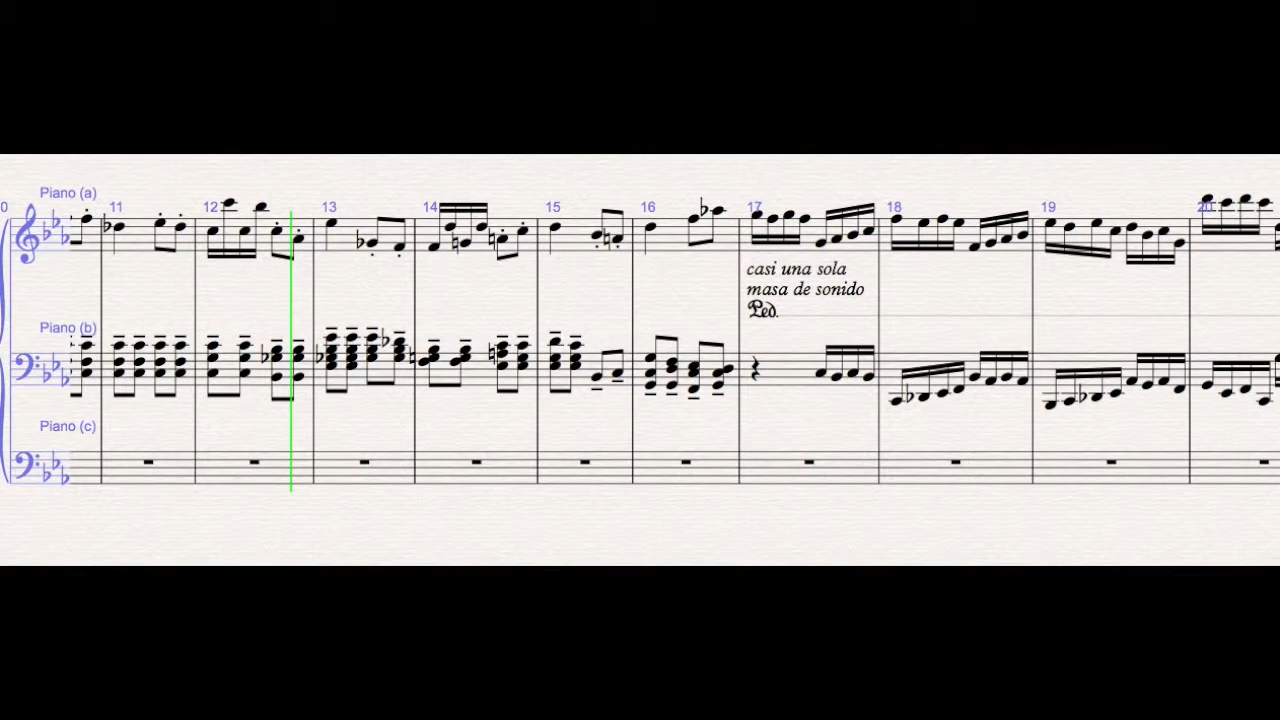 Piano (a)
0 11 12 13 14 15 16 17 18 19 20
casi una sola
masa de sonido
Ped.
Piano (b)
Piano (c)